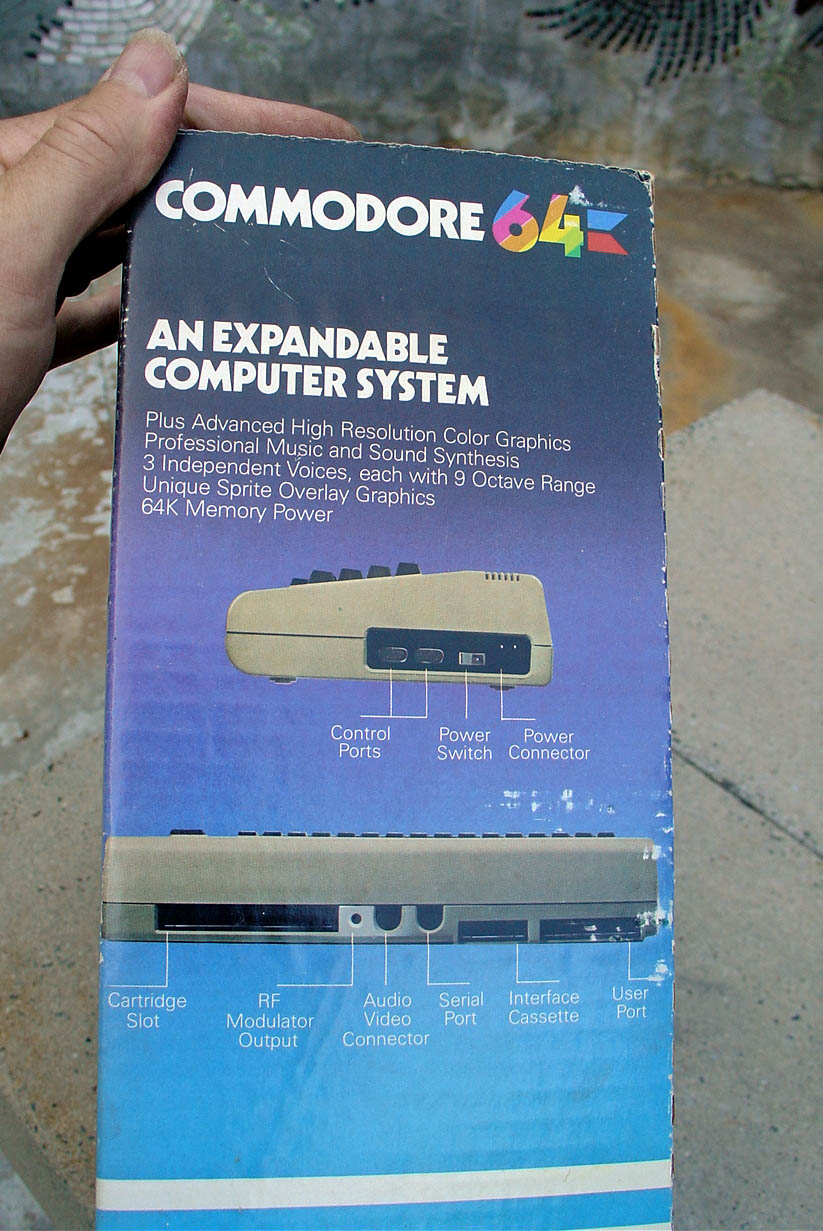 COMMODORE 64
AN EXPANDABLE
COMPUTER SYSTEM
Plus Advanced High Resolution Color Graphics
Professional Music and Sound Synthesis
3 Independent Voices, each with 9 Octave Range
Unique Sprite Overlay Graphics
64K Memory Power
Control
Ports
Power
Switch
Power
Connector
Cartridge
Slot
RF
Modulator
Output
Audio
Video
Connector
Serial
Port
Interface
Cassette
User
Port